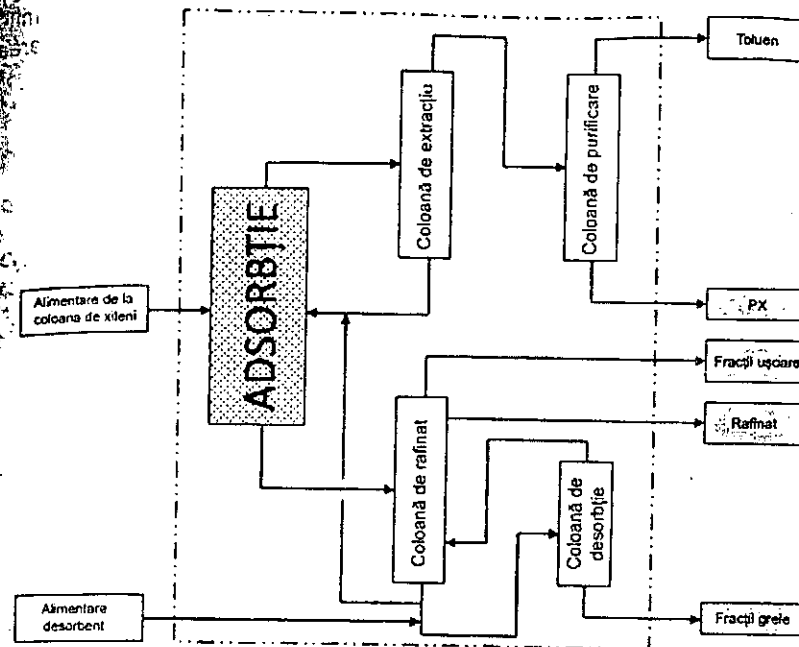 Toluen
Coloană de extracțiu
Coloană de purificare
ADSORBȚIE
Alimentare de la
coloana de xileni
PX
Fracții ușoare
Rafinat
Coloană de rafinat
Coloană de
desorbție
Alimentare
desorbent
Fracții grele